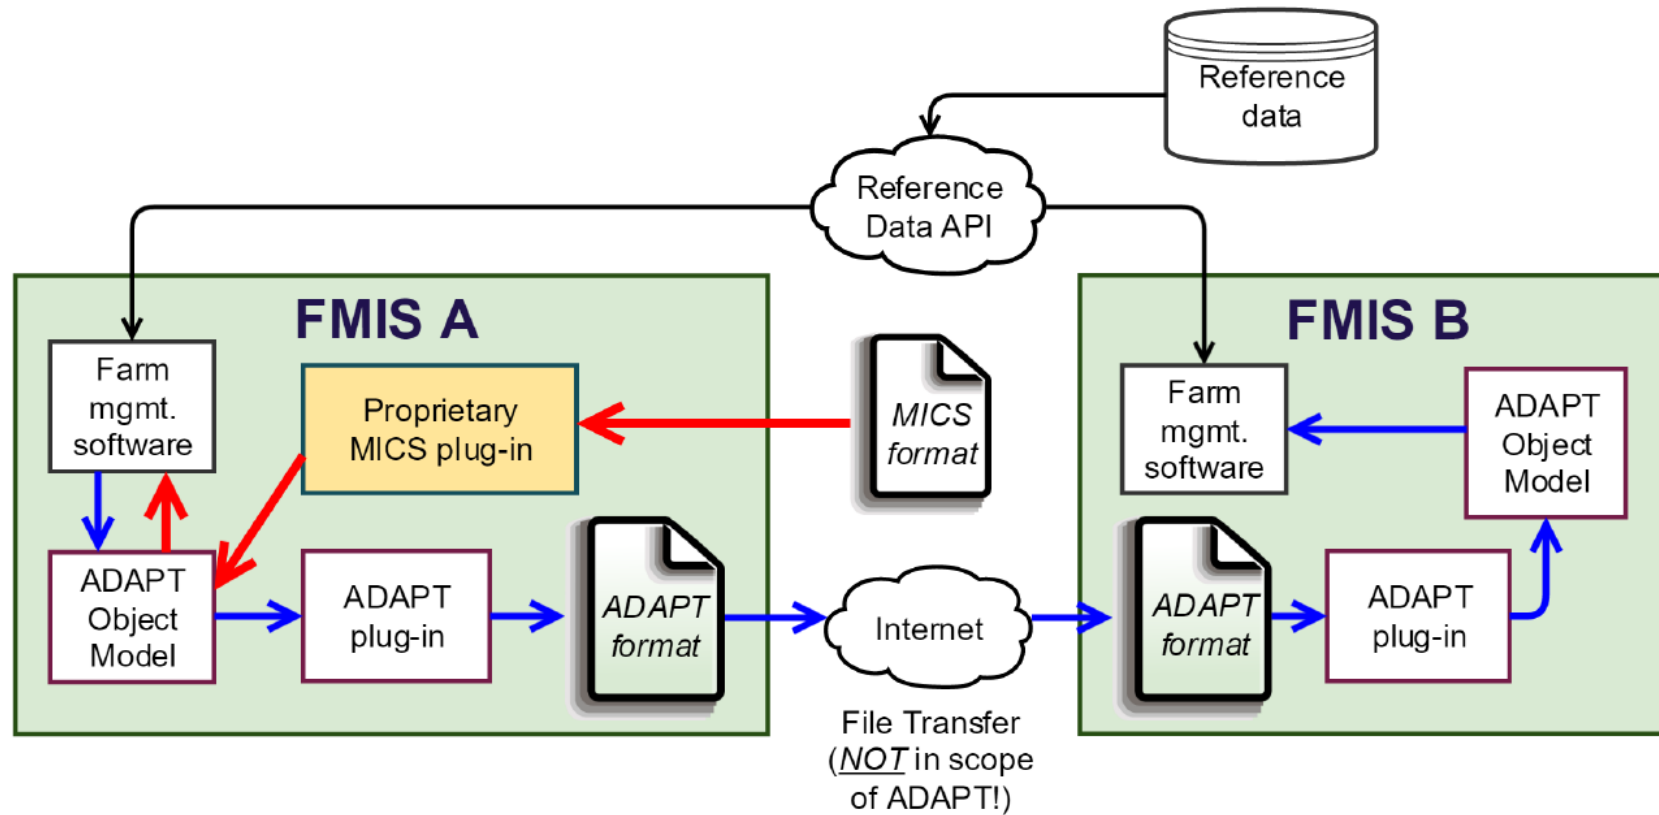 Reference
data
Reference
Data API
FMIS A
Farm
mgmt.
software
Proprietary
MICS plug-in
MICS
format
ADAPT
Object
Model
ADAPT
plug-in
ADAPT
format
Internet
File Transfer
(NOT in scope
of ADAPT!)
FMIS B
Farm
mgmt.
software
ADAPT
Object
Model
ADAPT
format
ADAPT
plug-in